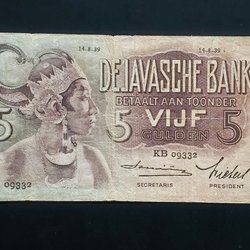 14-8-39 14-8-39
DE JAVASCHE BANK
BETAALT AAN TOONDER
5 5 VIJF 5
GULDEN
KB 09332
09332
SECRETARIS PRESIDENT